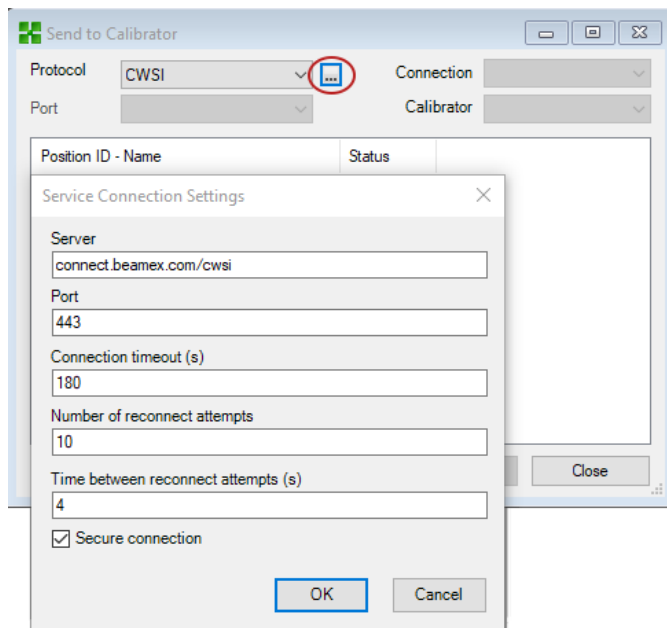 Send to Calibrator
Protocol CWSI ... Connection
Port Calibrator
Position ID - Name Status
Service Connection Settings
Server
connect.beamex.com/cwsi
Port
443
Connection timeout (s)
180
Number of reconnect attempts
10
Time between reconnect attempts (s)
4
Secure connection
Close
OK Cancel